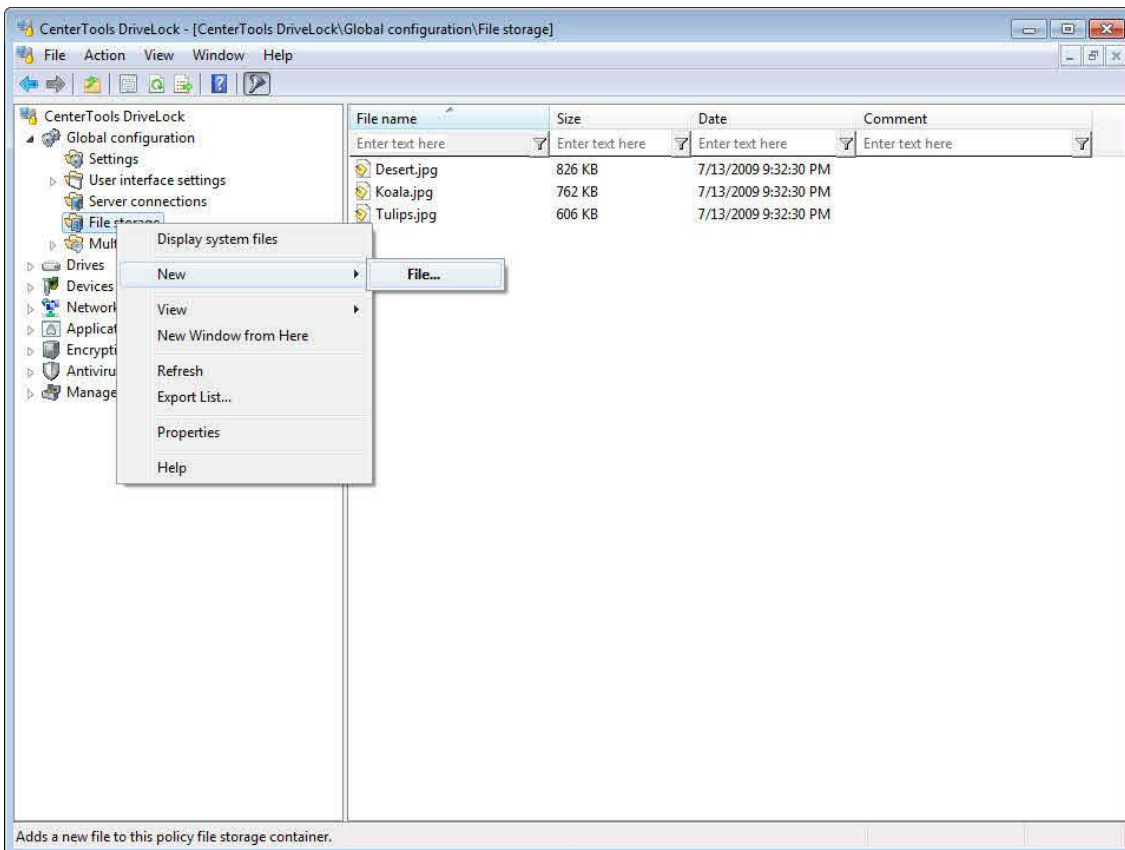 CenterTools DriveLock - [CenterTools DriveLock\Global configuration\File storage]
File Action View Window Help
CenterTools DriveLock
Global configuration
Settings
User interface settings
Server connections
File storage
Mult
Drives
Devices
Network
Applicat
Encrypti
Antiviru
Manage
Display system files
New
File...
View
New Window from Here
Refresh
Export List...
Properties
Help
File name Size Date Comment
Enter text here Enter text here Enter text here Enter text here
Desert.jpg 826 KB 7/13/2009 9:32:30 PM
Koala.jpg 762 KB 7/13/2009 9:32:30 PM
Tulips.jpg 606 KB 7/13/2009 9:32:30 PM
Adds a new file to this policy file storage container.